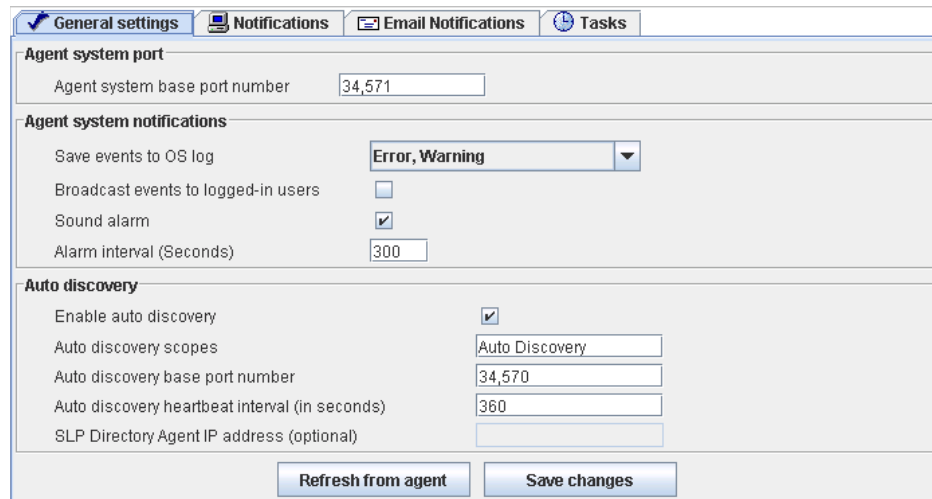 General settings Notifications Email Notifications Tasks
Agent system port
Agent system base port number 34,571
Agent system notifications
Save events to OS log Error, Warning
Broadcast events to logged-in users
Sound alarm
Alarm interval (Seconds) 300
Auto discovery
Enable auto discovery
Auto discovery scopes Auto Discovery
Auto discovery base port number 34,570
Auto discovery heartbeat interval (in seconds) 360
SLP Directory Agent IP address (optional)
Refresh from agent Save changes